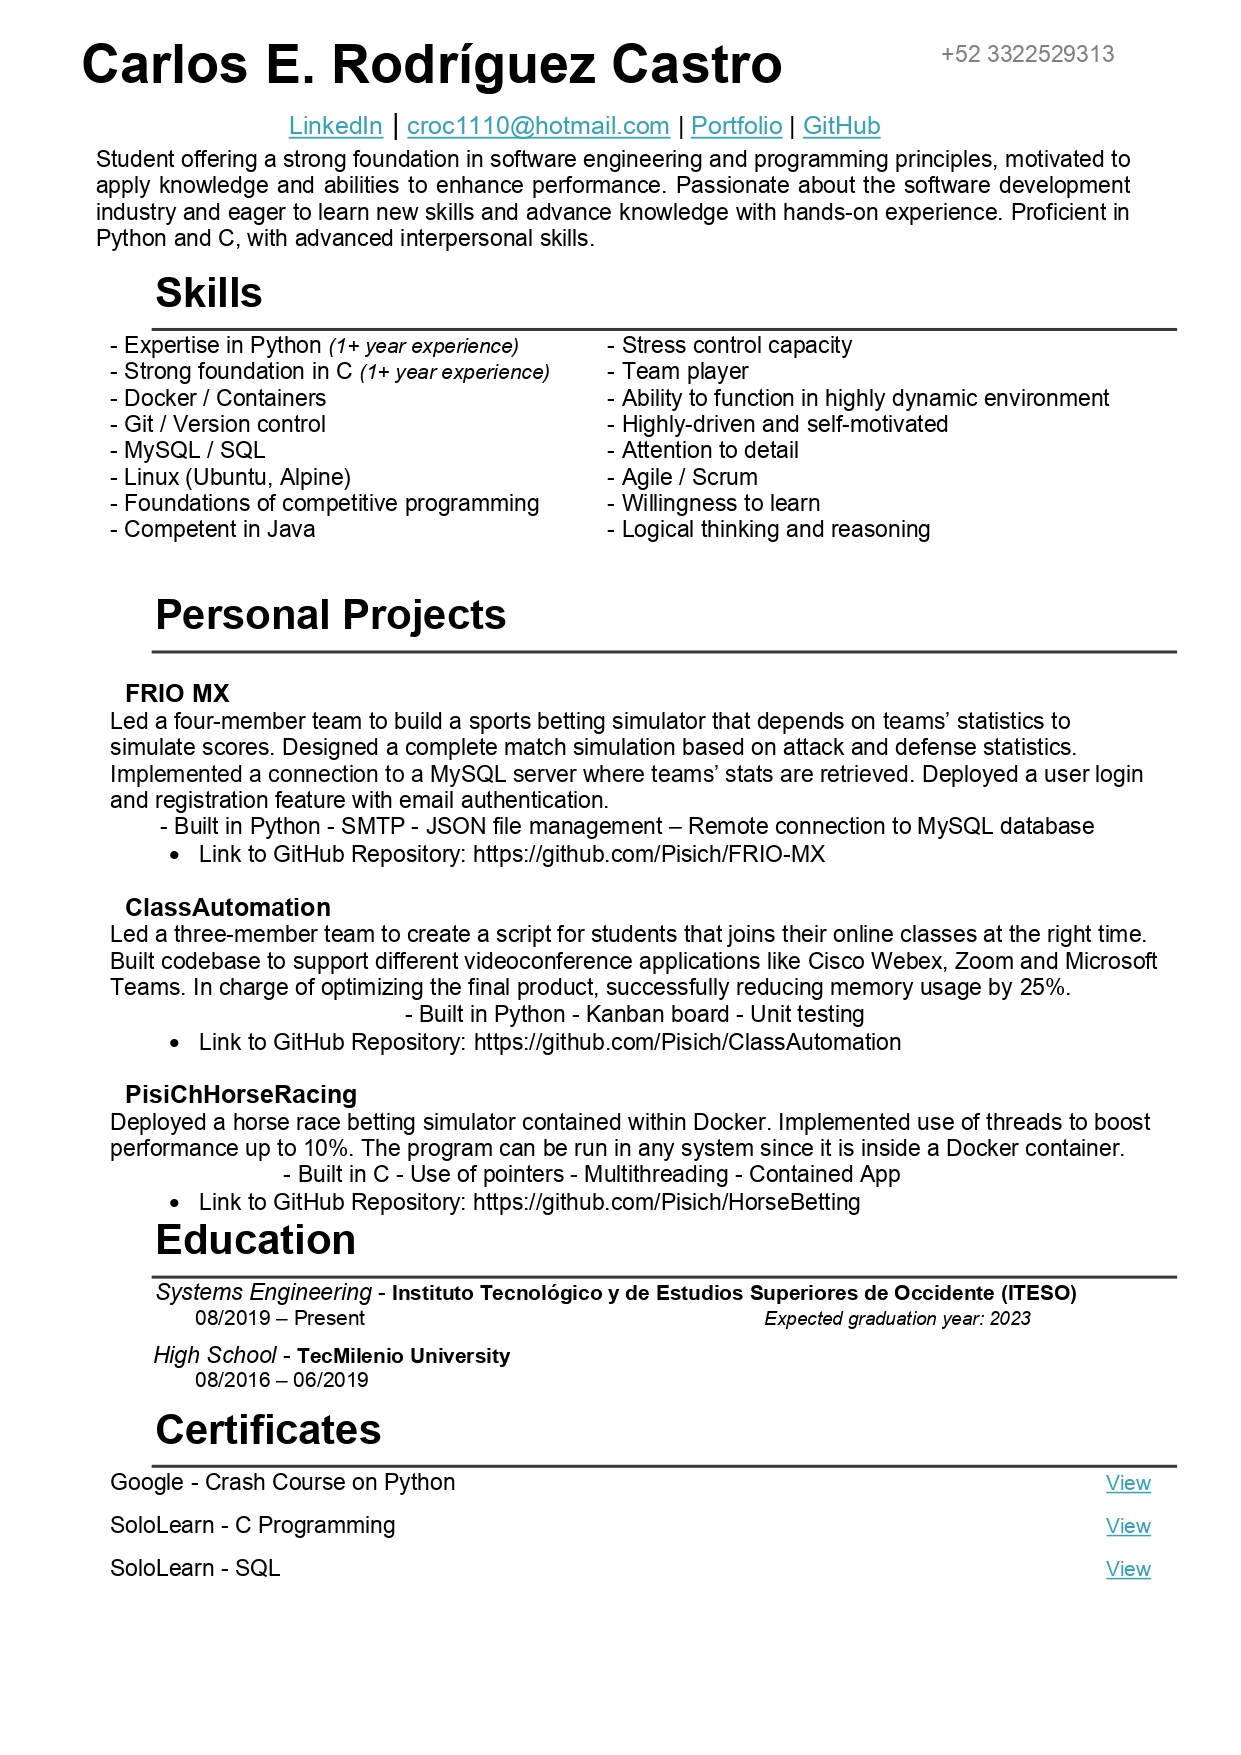 Carlos E. Rodríguez Castro
+52 3322529313
LinkedIn | croc1110@hotmail.com | Portfolio | GitHub
Student offering a strong foundation in software engineering and programming principles, motivated to
apply knowledge and abilities to enhance performance. Passionate about the software development
industry and eager to learn new skills and advance knowledge with hands-on experience. Proficient in
Python and C, with advanced interpersonal skills.
Skills
- Expertise in Python (1+ year experience)
- Strong foundation in C (1+ year experience)
- Docker / Containers
- Git / Version control
- MySQL / SQL
- Linux (Ubuntu, Alpine)
- Foundations of competitive programming
- Competent in Java
- Stress control capacity
- Team player
- Ability to function in highly dynamic environment
- Highly-driven and self-motivated
- Attention to detail
- Agile / Scrum
- Willingness to learn
- Logical thinking and reasoning
Personal Projects
FRIO MX
Led a four-member team to build a sports betting simulator that depends on teams’ statistics to
simulate scores. Designed a complete match simulation based on attack and defense statistics.
Implemented a connection to a MySQL server where teams’ stats are retrieved. Deployed a user login
and registration feature with email authentication.
- Built in Python - SMTP - JSON file management – Remote connection to MySQL database
• Link to GitHub Repository: https://github.com/Pisich/FRIO-MX
ClassAutomation
Led a three-member team to create a script for students that joins their online classes at the right time.
Built codebase to support different videoconference applications like Cisco Webex, Zoom and Microsoft
Teams. In charge of optimizing the final product, successfully reducing memory usage by 25%.
- Built in Python - Kanban board - Unit testing
• Link to GitHub Repository: https://github.com/Pisich/ClassAutomation
PisiChHorseRacing
Deployed a horse race betting simulator contained within Docker. Implemented use of threads to boost
performance up to 10%. The program can be run in any system since it is inside a Docker container.
- Built in C - Use of pointers - Multithreading - Contained App
• Link to GitHub Repository: https://github.com/Pisich/HorseBetting
Education
Systems Engineering - Instituto Tecnológico y de Estudios Superiores de Occidente (ITESO)
08/2019 – Present Expected graduation year: 2023
High School - TecMilenio University
08/2016 – 06/2019
Certificates
Google - Crash Course on Python View
SoloLearn - C Programming View
SoloLearn - SQL View